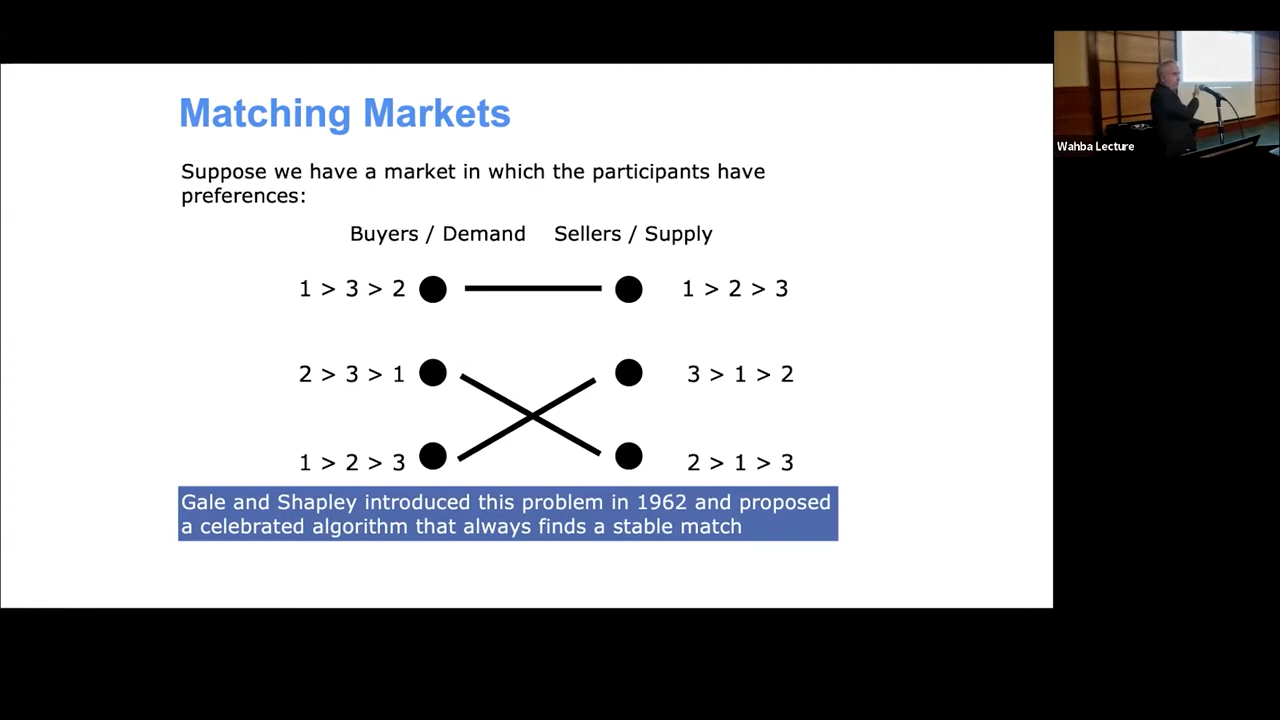 Matching Markets
Suppose we have a market in which the participants have
preferences:
Buyers / Demand Sellers / Supply
1 > 3 > 2 1 > 2 > 3
2 > 3 > 1 3 > 1 > 2
1 > 2 > 3 2 > 1 > 3
Gale and Shapley introduced this problem in 1962 and proposed
a celebrated algorithm that always finds a stable match
Wahba Lecture